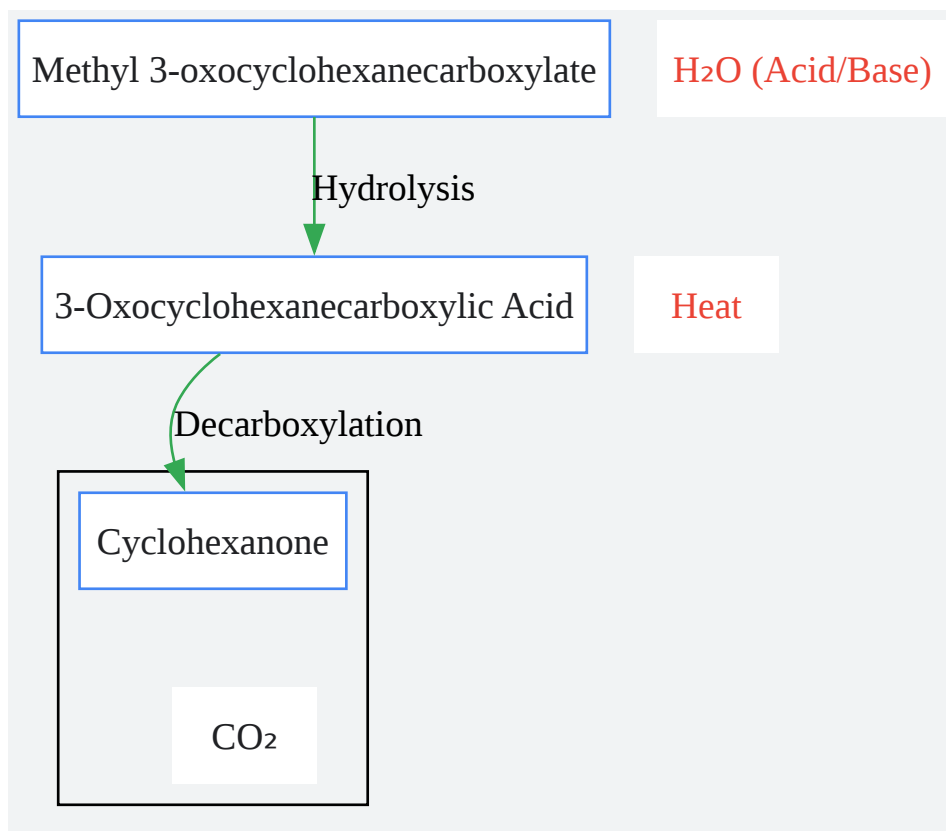 Methyl 3-oxocyclohexanecarboxylate
H₂O (Acid/Base)
Hydrolysis
3-Oxocyclohexanecarboxylic Acid
Heat
Decarboxylation
Cyclohexanone
CO₂